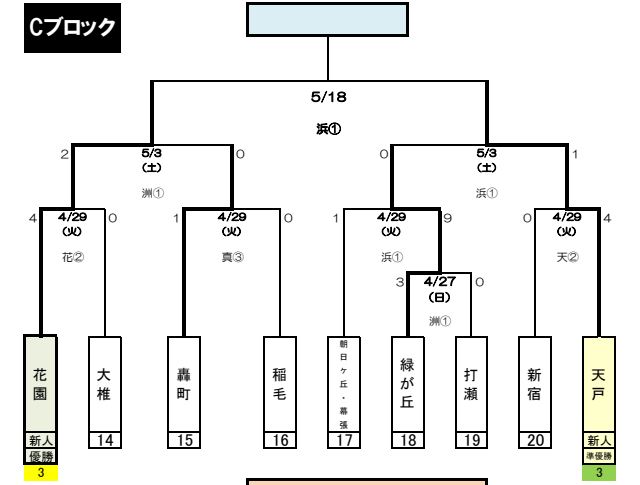 Cブロック
5/18
浜①
2
5/3
(土)
0
洲①
0
5/3
(土)
1
浜①
4
4/29
(火)
0
花②
1
4/29
(火)
0
真③
1
4/29
(火)
9
浜①
0
4/29
(火)
4
天②
3
4/27
(日)
0
洲①
花園
新人
優勝
3
大椎
14
轟町
15
稲毛
16
朝日ケ丘・幕張
17
緑が丘
18
打瀬
19
新宿
20
天戸
新人
準優勝
3